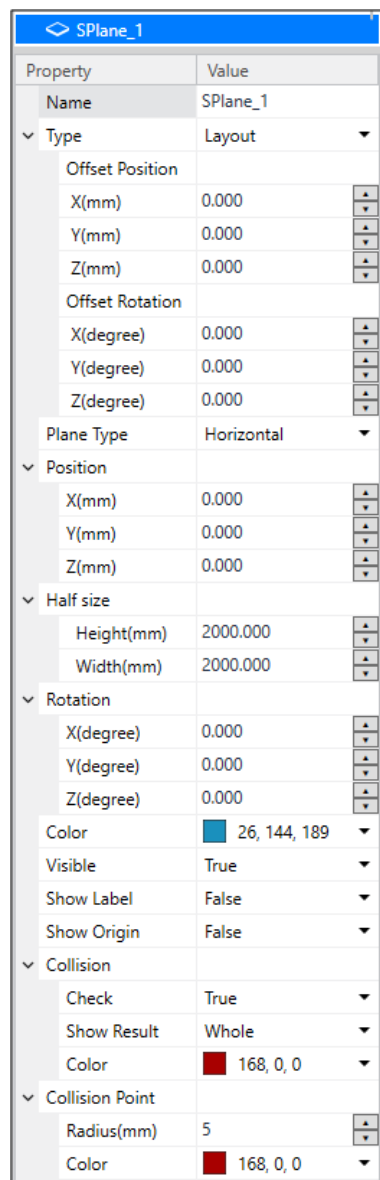 SPlane_1
Property Value
Name SPlane_1
Type Layout
Offset Position
X(mm) 0.000
Y(mm) 0.000
Z(mm) 0.000
Offset Rotation
X(degree) 0.000
Y(degree) 0.000
Z(degree) 0.000
Plane Type Horizontal
Position
X(mm) 0.000
Y(mm) 0.000
Z(mm) 0.000
Half size
Height(mm) 2000.000
Width(mm) 2000.000
Rotation
X(degree) 0.000
Y(degree) 0.000
Z(degree) 0.000
Color 26, 144, 189
Visible True
Show Label False
Show Origin False
Collision
Check True
Show Result Whole
Color 168, 0, 0
Collision Point
Radius(mm) 5
Color 168, 0, 0